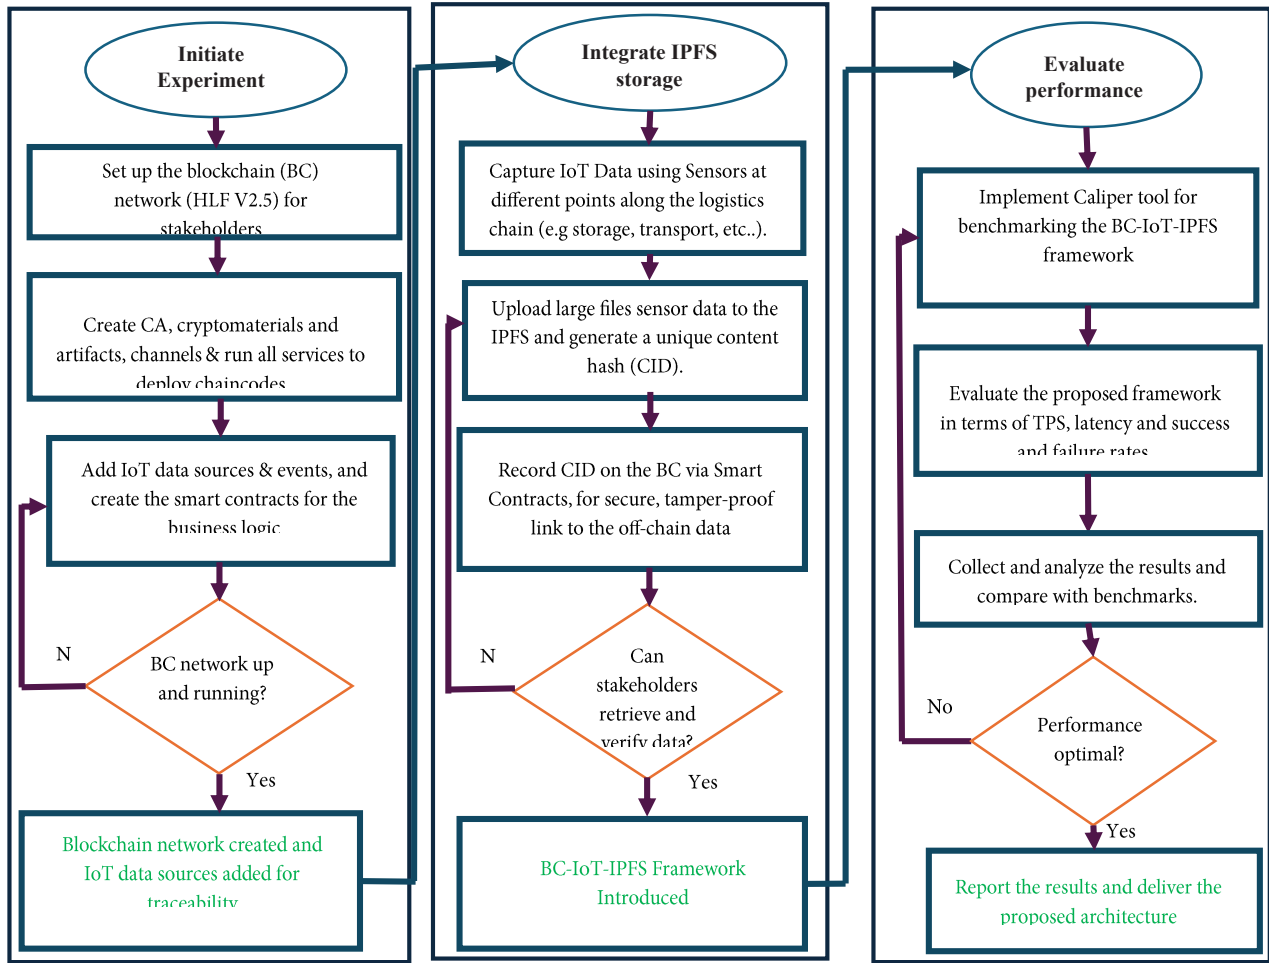 Initiate
Experiment
Set up the blockchain (BC)
network (HLF V2.5) for
stakeholders
Create CA, cryptomaterials and
artifacts, channels & run all services to
deploy chaincodes
Add IoT data sources & events, and
create the smart contracts for the
business logic
BC network up
and running?
N
Yes
Blockchain network created and
IoT data sources added for
traceability
Integrate IPFS
storage
Capture IoT Data using Sensors at
different points along the logistics
chain (e.g storage, transport, etc..).
Upload large files sensor data to the
IPFS and generate a unique content
hash (CID).
Record CID on the BC via Smart
Contracts, for secure, tamper-proof
link to the off-chain data
Can
stakeholders
retrieve and
verify data?
N
Yes
BC-IoT-IPFS Framework
Introduced
Evaluate
performance
Implement Caliper tool for
benchmarking the BC-IoT-IPFS
framework
Evaluate the proposed framework
in terms of TPS, latency and success
and failure rates
Collect and analyze the results and
compare with benchmarks.
Performance
optimal?
No
Yes
Report the results and deliver the
proposed architecture